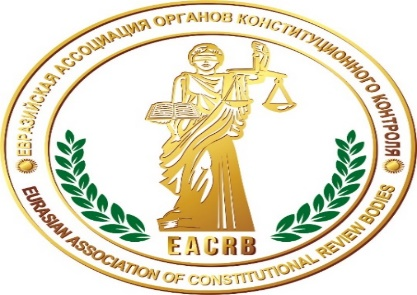 ЕВРАЗИЙСКАЯ АССОЦИАЦИЯ ОРГАНОВ КОНСТИТУЦИОННОГО КОНТРОЛЯ
EACRB
EURASIAN ASSOCIATION OF CONSTITUTIONAL REVIEW BODIES